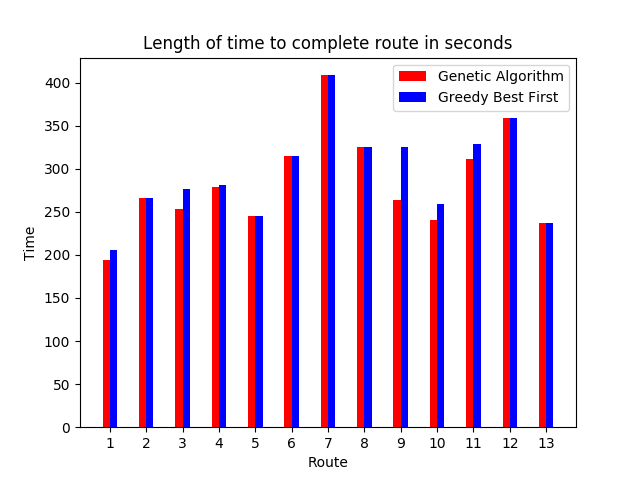 Length of time to complete route in seconds
Genetic Algorithm
Greedy Best First
400
350
300
250
200
150
100
50
0
Time
1 2 3 4 5 6 7 8 9 10 11 12 13
Route